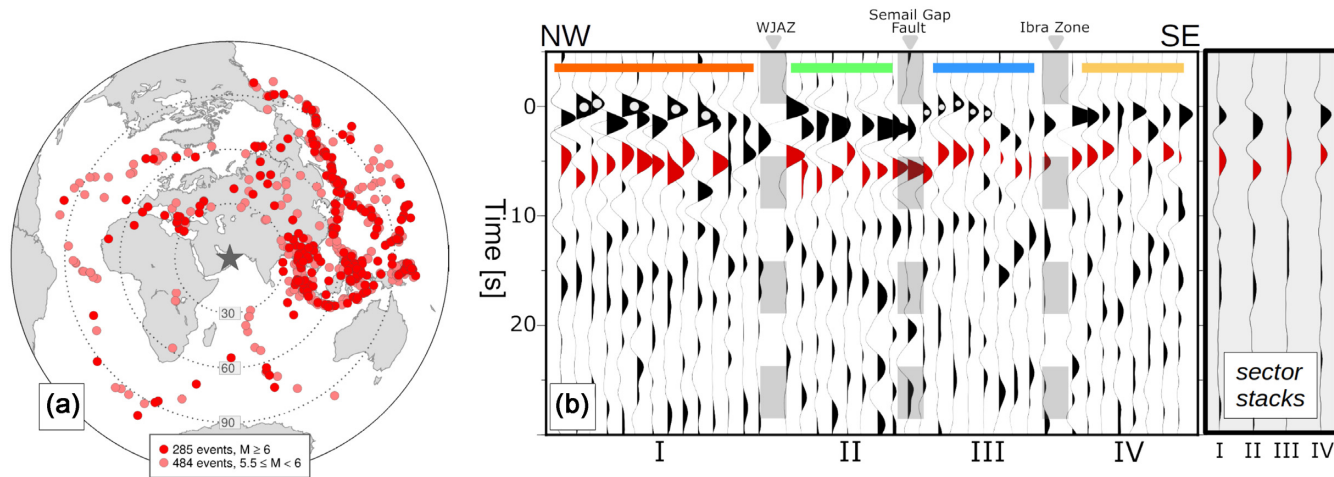 30
60
90
(a)
285 events, M ≥ 6
484 events, 5.5 ≤ M < 6
WJAZ
Semail Gap
Fault
Ibra Zone
NW
SE
0
10
20
Time [s]
(b)
I
II
III
IV
sector
stacks
I
II
III
IV